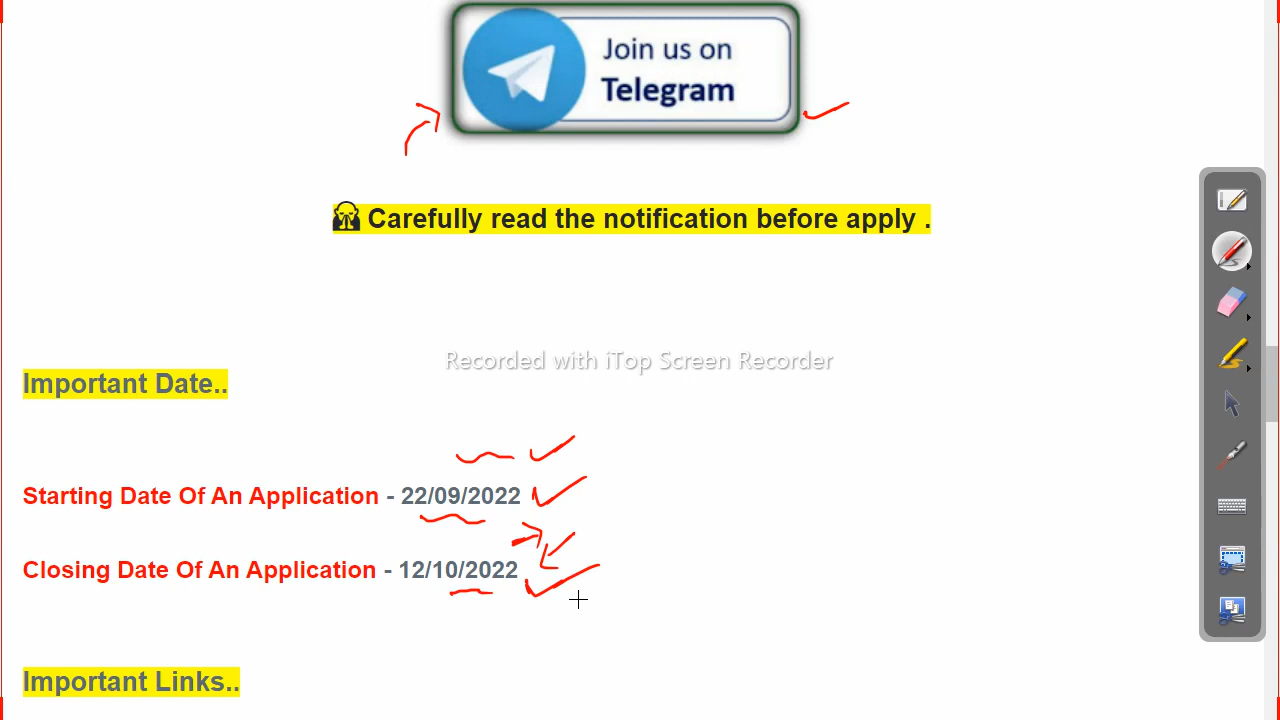 Join us on
Telegram
Carefully read the notification before apply .
Recorded with iTop Screen Recorder
Important Date..
Starting Date Of An Application - 22/09/2022
Closing Date Of An Application - 12/10/2022
Important Links..